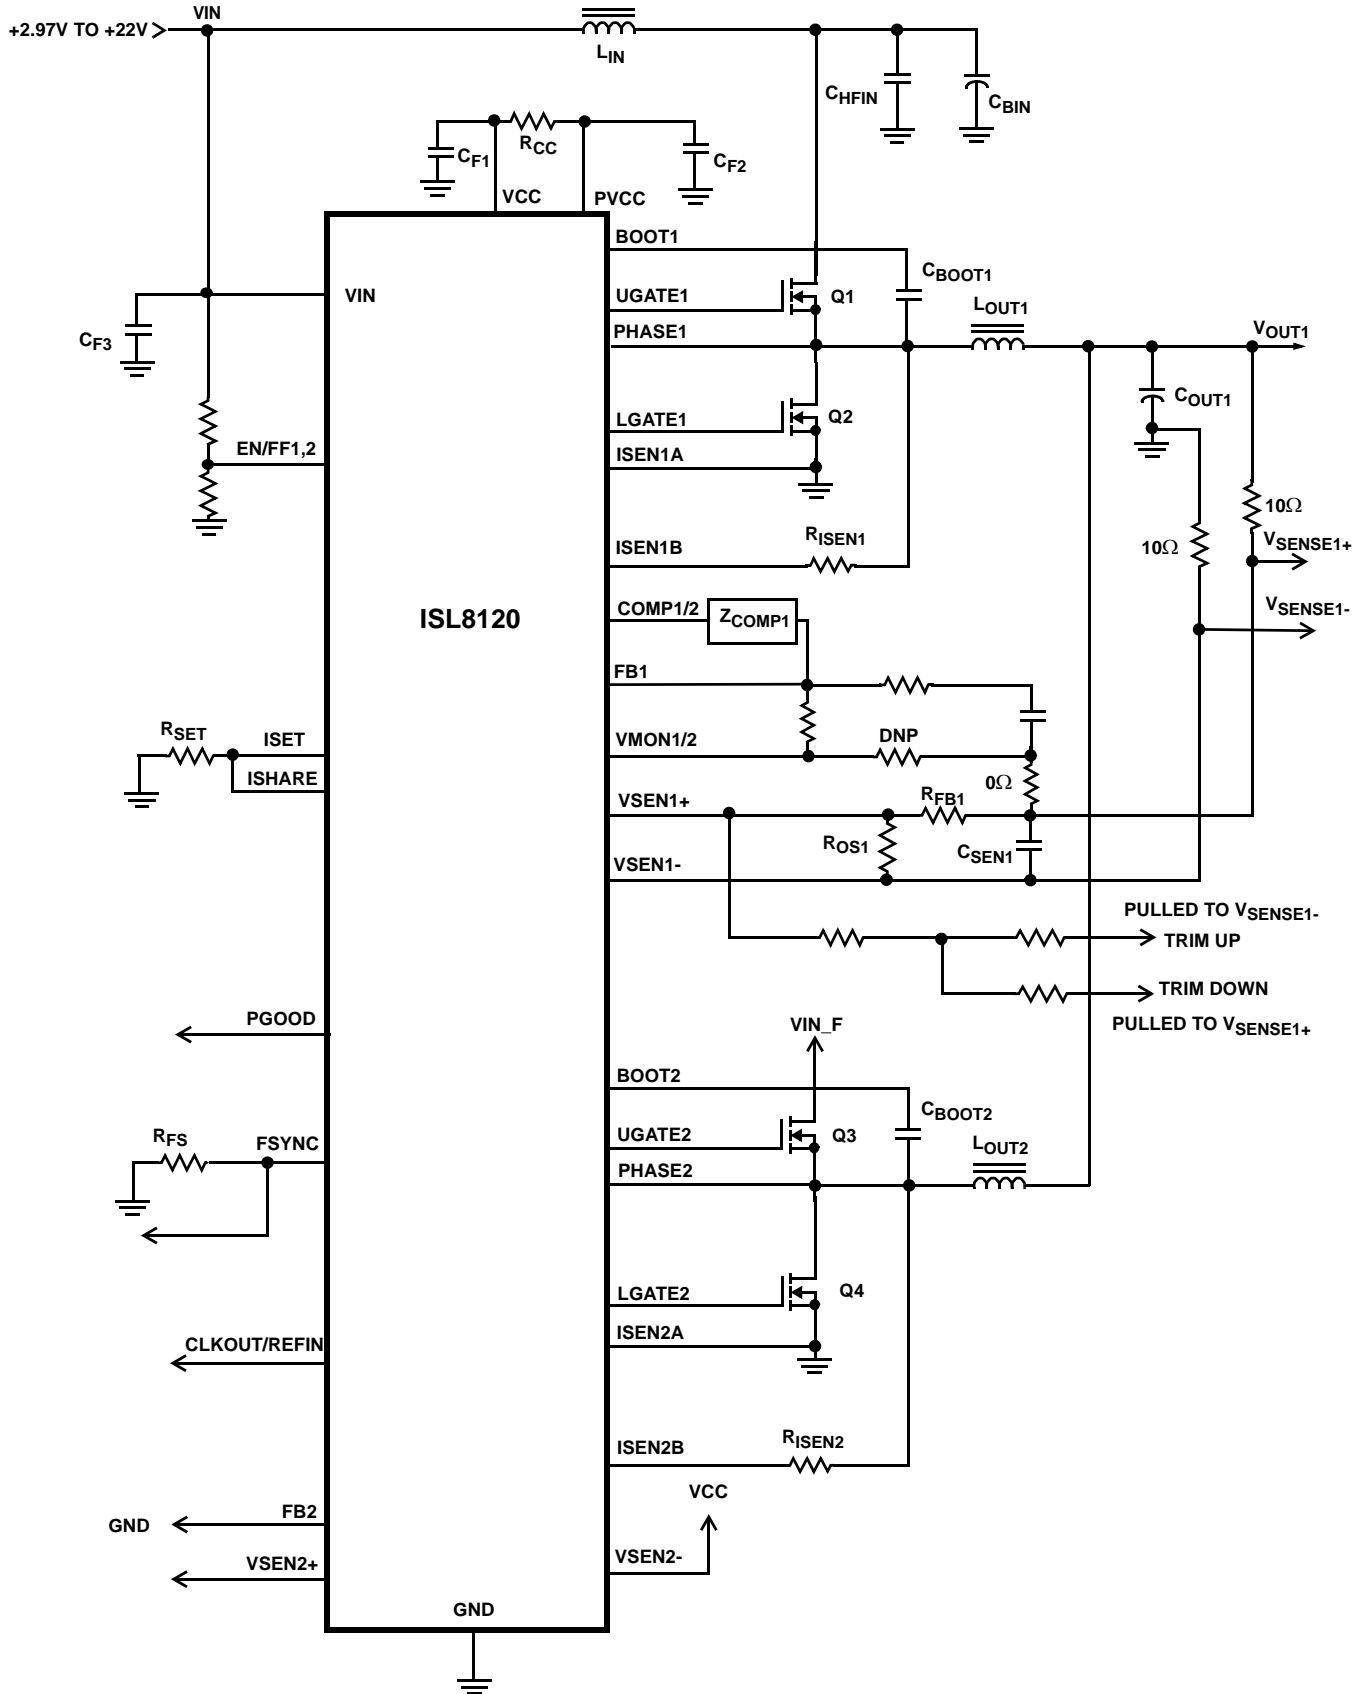 VIN
+2.97V TO +22V
LIN
CHFIN
CBIN
CF1
RCC
CF2
VCC
PVCC
BOOT1
CBOOT1
VIN
UGATE1
Q1
LOUT1
CF3
PHASE1
VOUT1
COUT1
LGATE1
Q2
EN/FF1,2
ISEN1A
10Ω
RISEN1
VSENSE1+
ISEN1B
10Ω
COMP1/2
ZCOMP1
VSENSE1-
ISL8120
FB1
RSET
ISET
VMON1/2
DNP
ISHARE
0Ω
VSEN1+
RFB1
ROS1
CSEN1
VSEN1-
PULLED TO VSENSE1-
TRIM UP
TRIM DOWN
PULLED TO VSENSE1+
PGOOD
VIN_F
BOOT2
CBOOT2
RFS
FSYNC
UGATE2
Q3
LOUT2
PHASE2
LGATE2
Q4
CLKOUT/REFIN
ISEN2A
ISEN2B
RISEN2
VCC
GND
FB2
VSEN2+
VSEN2-
GND